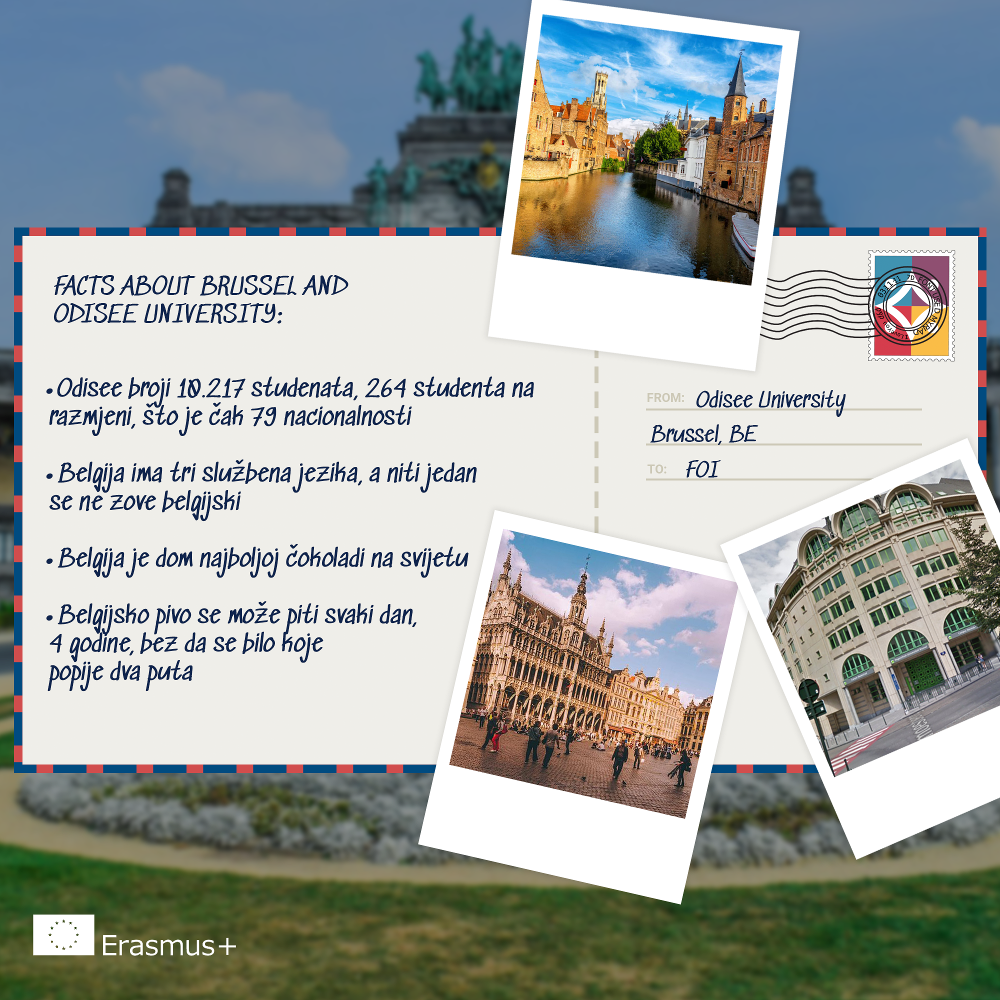 FACTS ABOUT BRUSSEL AND
ODISEE UNIVERSITY:
• Odisee broji 10.217 studenata, 264 studenta na
razmjeni, što je čak 79 nacionalnosti
• Belgija ima tri službena jezika, a niti jedan
se ne zove belgijski
• Belgija je dom najboljoj čokoladi na svijetu
• Belgijsko pivo se može piti svaki dan,
4 godine, bez da se bilo koje
popije dva puta
7D FONT USED MYRIAD
I love you
FROM: Odisee University
Brussel, BE
TO: FOI
Erasmus+